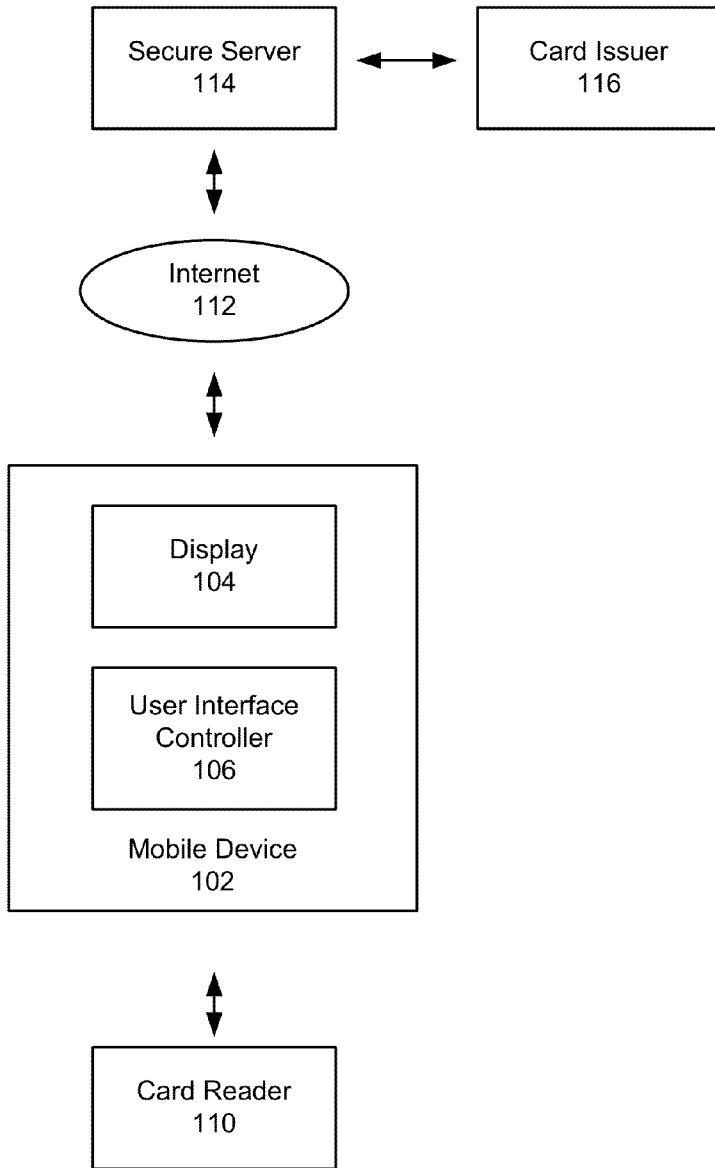 Secure Server
114
Card Issuer
116
Internet
112
Display
104
User Interface
Controller
106
Mobile Device
102
Card Reader
110